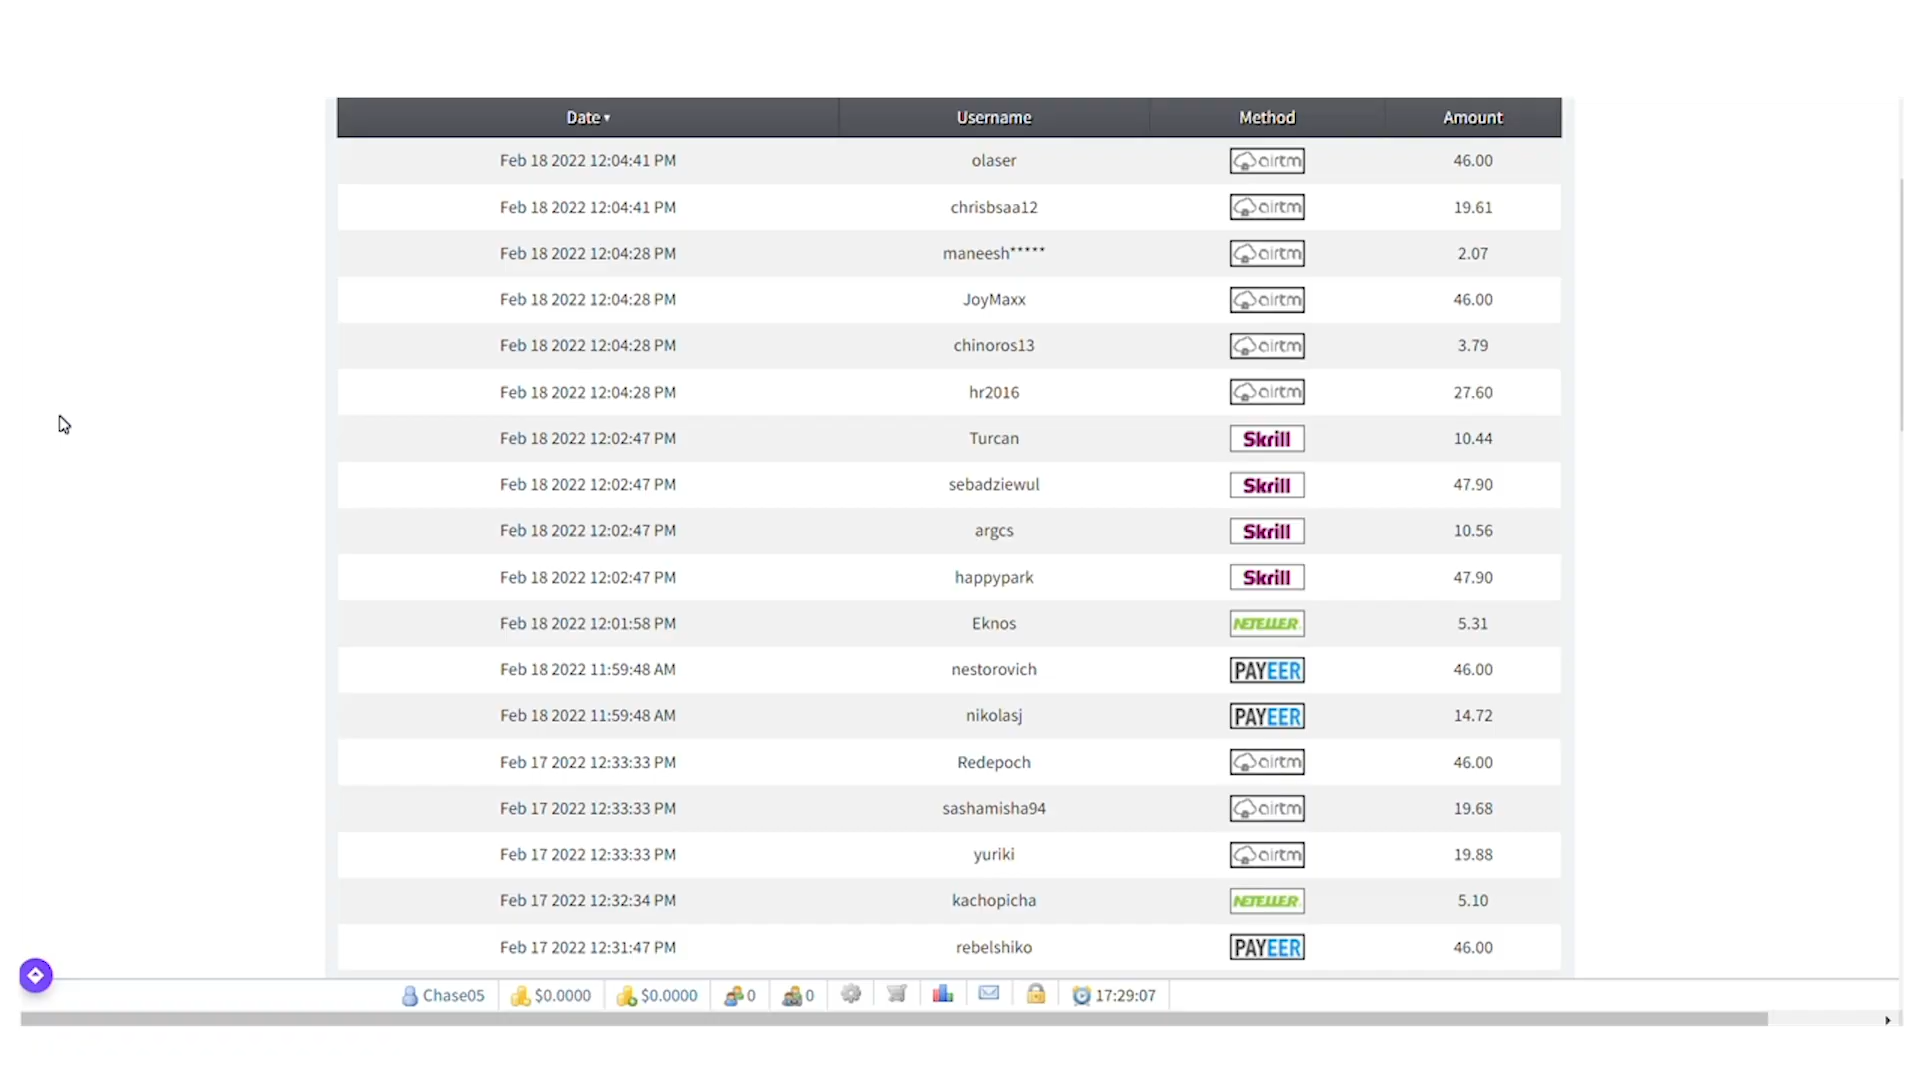 Date▾ Username Method Amount
Feb 18 2022 12:04:41 PM olaser airtm 46.00
Feb 18 2022 12:04:41 PM chrisbsaa12 airtm 19.61
Feb 18 2022 12:04:28 PM maneesh***** airtm 2.07
Feb 18 2022 12:04:28 PM JoyMaxx airtm 46.00
Feb 18 2022 12:04:28 PM chinoros13 airtm 3.79
Feb 18 2022 12:04:28 PM hr2016 airtm 27.60
Feb 18 2022 12:02:47 PM Turcan Skrill 10.44
Feb 18 2022 12:02:47 PM sebadziewul Skrill 47.90
Feb 18 2022 12:02:47 PM argcs Skrill 10.56
Feb 18 2022 12:02:47 PM happypark Skrill 47.90
Feb 18 2022 12:01:58 PM Eknos NETELLER 5.31
Feb 18 2022 11:59:48 AM nestorovich PAYEER 46.00
Feb 18 2022 11:59:48 AM nikolasj PAYEER 14.72
Feb 17 2022 12:33:33 PM Redepoch airtm 46.00
Feb 17 2022 12:33:33 PM sashamisha94 airtm 19.68
Feb 17 2022 12:33:33 PM yuriki airtm 19.88
Feb 17 2022 12:32:34 PM kachopicha NETELLER 5.10
Feb 17 2022 12:31:47 PM rebelshiko PAYEER 46.00
Chase05 $0.0000 $0.0000 0 0 17:29:07